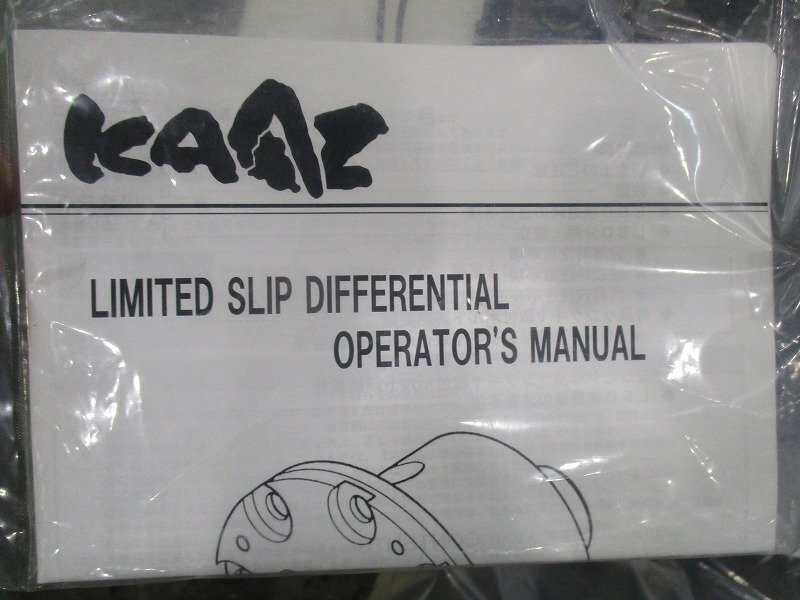 KAAZ
LIMITED SLIP DIFFERENTIAL
OPERATOR'S MANUAL